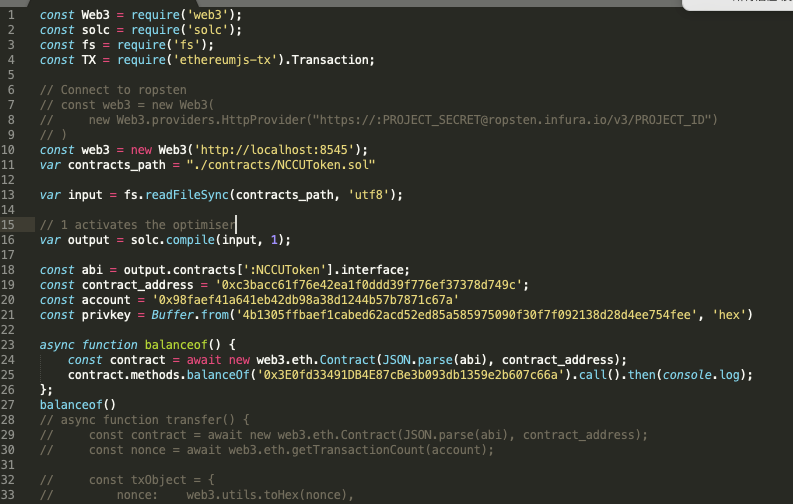 1 const Web3 = require('web3');
2 const solc = require('solc');
3 const fs = require('fs');
4 const TX = require('ethereumjs-tx').Transaction;
5
6 // Connect to ropsten
7 // const web3 = new Web3(
8 //     new Web3.providers.HttpProvider("https://:PROJECT_SECRET@ropsten.infura.io/v3/PROJECT_ID")
9 // )
10 const web3 = new Web3('http://localhost:8545');
11 var contracts_path = "./contracts/NCCUToken.sol"
12
13 var input = fs.readFileSync(contracts_path, 'utf8');
14
15 // 1 activates the optimiser
16 var output = solc.compile(input, 1);
17
18 const abi = output.contracts[':NCCUToken'].interface;
19 const contract_address = '0xc3bacc61f76e42ea1f0ddd39f776ef37378d749c';
20 const account = '0x98faef41a641eb42db98a38d1244b57b7871c67a'
21 const privkey = Buffer.from('4b1305ffbaef1cabed62acd52ed85a585975090f30f7f092138d28d4ee754fee', 'hex')
22
23 async function balanceof() {
24     const contract = await new web3.eth.Contract(JSON.parse(abi), contract_address);
25     contract.methods.balanceOf('0x3E0fd33491DB4E87cBe3b093db1359e2b607c66a').call().then(console.log);
26 };
27 balanceof()
28 // async function transfer() {
29 //     const contract = await new web3.eth.Contract(JSON.parse(abi), contract_address);
30 //     const nonce = await web3.eth.getTransactionCount(account);
31
32 //     const txObject = {
33 //         nonce:    web3.utils.toHex(nonce),